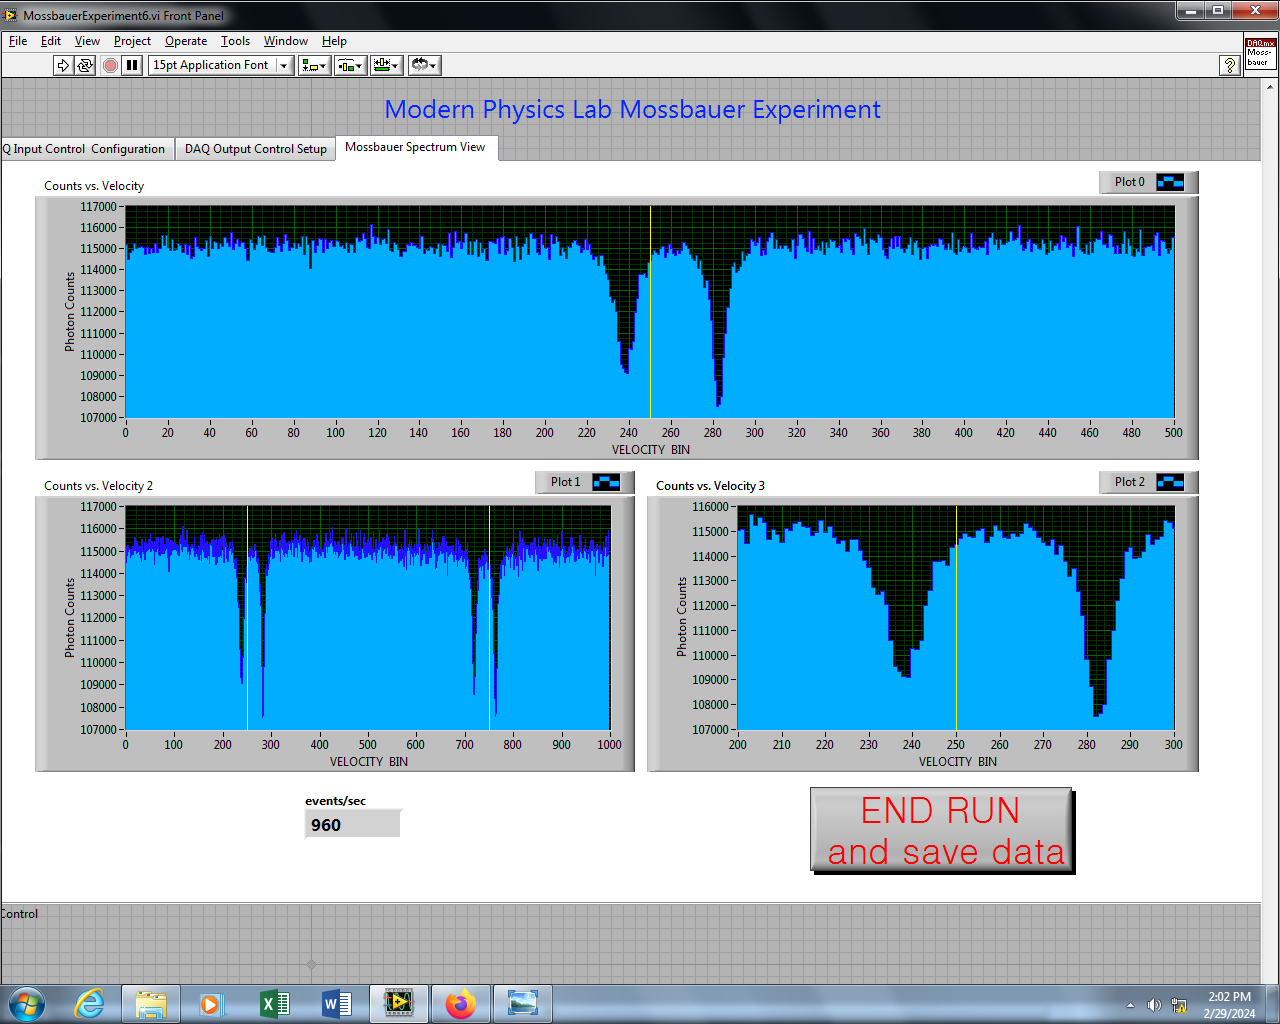 MossbauerExperiment6.vi Front Panel
File Edit View Project Operate Tools Window Help
15pt Application Font
?
DAQmx
Moss-
bauer
Modern Physics Lab Mossbauer Experiment
Q Input Control Configuration
DAQ Output Control Setup
Mossbauer Spectrum View
Counts vs. Velocity
Plot 0
117000
116000
115000
114000
113000
112000
111000
110000
109000
108000
107000
Photon Counts
0 20 40 60 80 100 120 140 160 180 200 220 240 260 280 300 320 340 360 380 400 420 440 460 480 500
VELOCITY BIN
Counts vs. Velocity 2
Plot 1
117000
116000
115000
114000
113000
112000
111000
110000
109000
108000
107000
Photon Counts
0 100 200 300 400 500 600 700 800 900 1000
VELOCITY BIN
Counts vs. Velocity 3
Plot 2
116000
115000
114000
113000
112000
111000
110000
109000
108000
107000
Photon Counts
200 210 220 230 240 250 260 270 280 290 300
VELOCITY BIN
events/sec
960
END RUN
and save data
Control
2:02 PM
2/29/2024